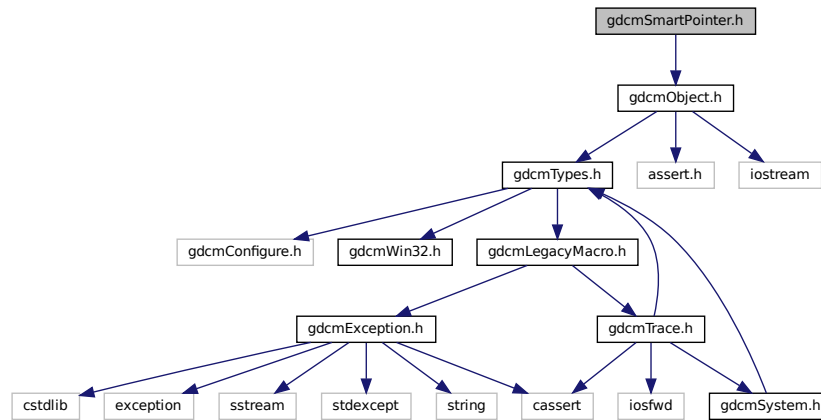 gdcmSmartPointer.h
gdcmObject.h
gdcmTypes.h
assert.h
iostream
gdcmConfigure.h
gdcmWin32.h
gdcmLegacyMacro.h
gdcmException.h
gdcmTrace.h
cstdlib
exception
sstream
stdexcept
string
cassert
iosfwd
gdcmSystem.h